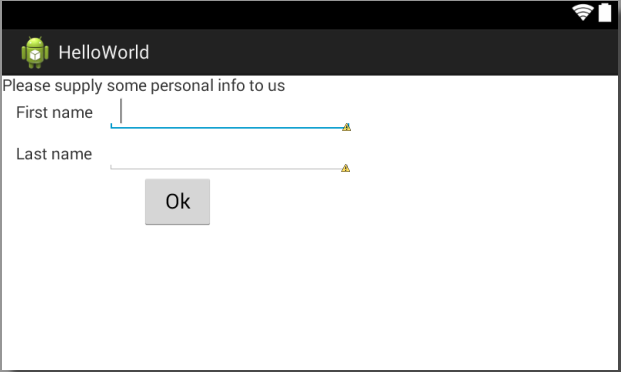 HelloWorld
Please supply some personal info to us
First name
Last name
Ok